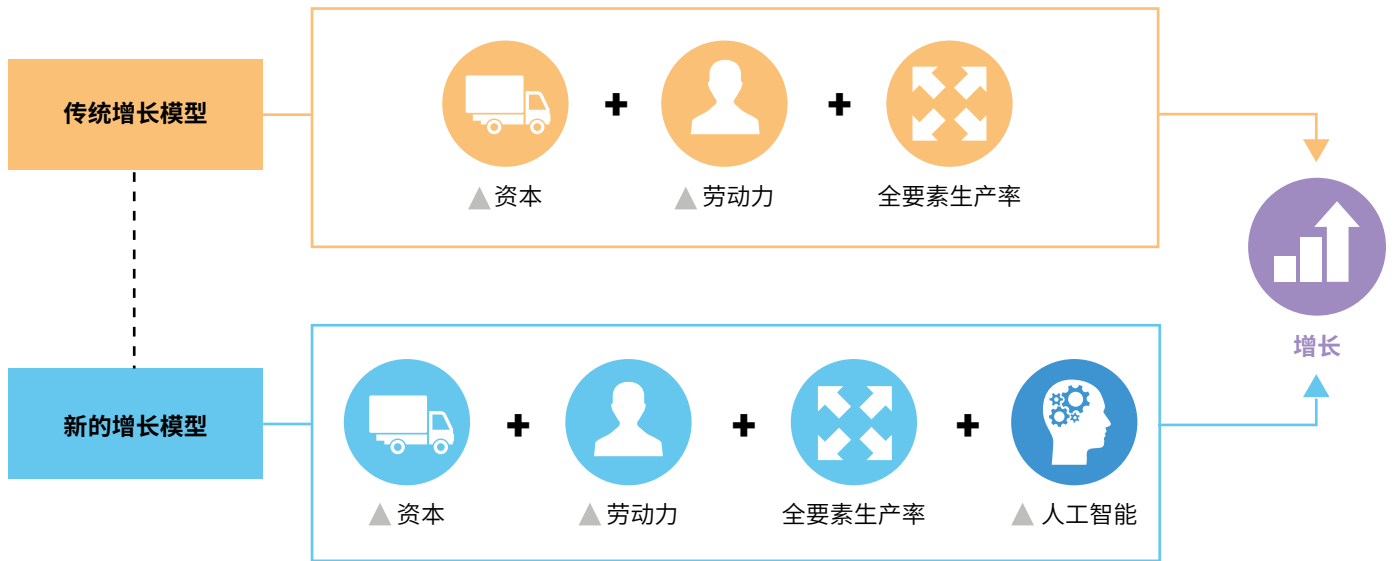 传统增长模型
资本
劳动力
全要素生产率
增长
新的增长模型
资本
劳动力
全要素生产率
人工智能